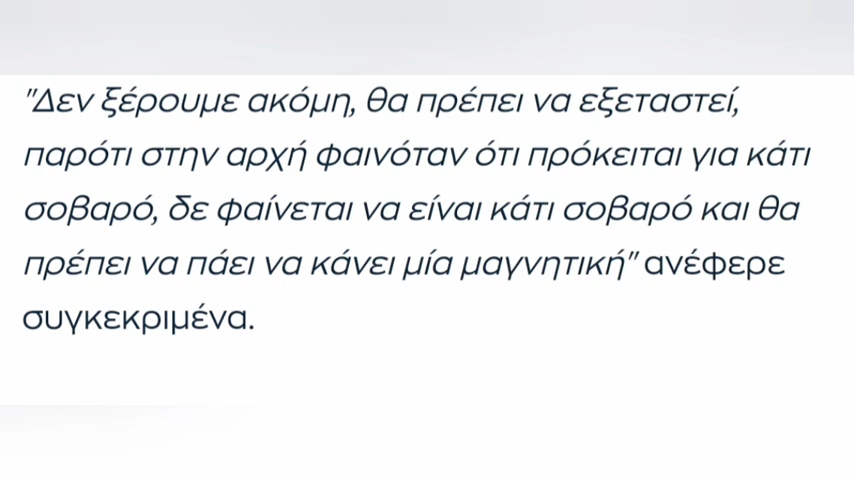 "Δεν ξέρουμε ακόμη, θα πρέπει να εξεταστεί,
παρότι στην αρχή φαινόταν ότι πρόκειται για κάτι
σοβαρό, δε φαίνεται να είναι κάτι σοβαρό και θα
πρέπει να πάει να κάνει μία μαγνητική" ανέφερε
συγκεκριμένα.